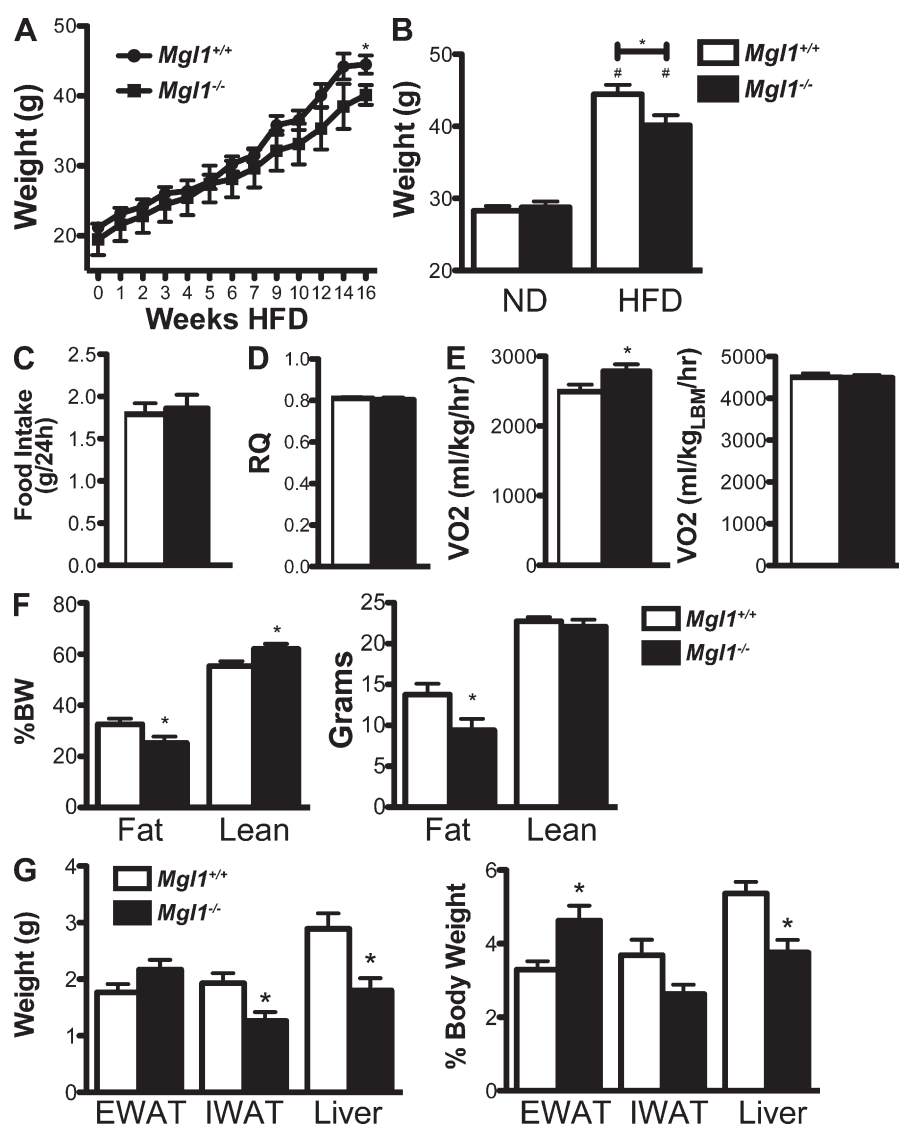 A
B
50
40
30
20
Weight (g)
Mgl1+/+
Mgl1-/-
*
0 1 2 3 4 5 6 7 9 10 12 14 16
Weeks HFD
50
40
30
20
Weight (g)
*
# #
Mgl1+/+
Mgl1-/-
ND HFD
C
2.5
2.0
1.5
1.0
0.5
0.0
Food Intake
(g/24h)
D
1.0
0.8
0.6
0.4
0.2
0.0
RQ
E
3000
2000
1000
0
VO2 (ml/kg/hr)
*
5000
4000
3000
2000
1000
0
VO2 (ml/kgLBM/hr)
F
80
60
40
20
0
%BW
* *
Fat Lean
25
20
15
10
5
0
Grams
*
Fat Lean
Mgl1+/+
Mgl1-/-
G
4
3
2
1
0
Weight (g)
Mgl1+/+
Mgl1-/-
* *
EWAT IWAT Liver
6
4
2
0
% Body Weight
* *
EWAT IWAT Liver